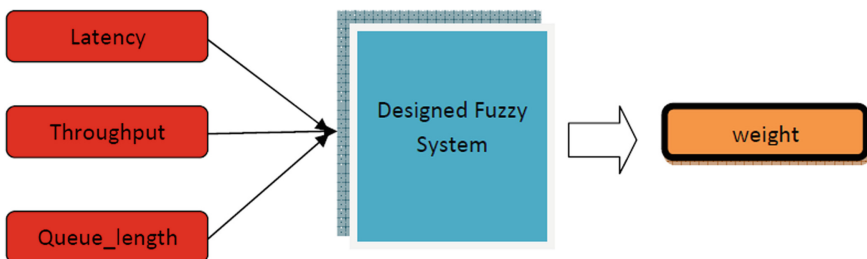 Latency
Throughput
Queue_length
Designed Fuzzy
System
weight